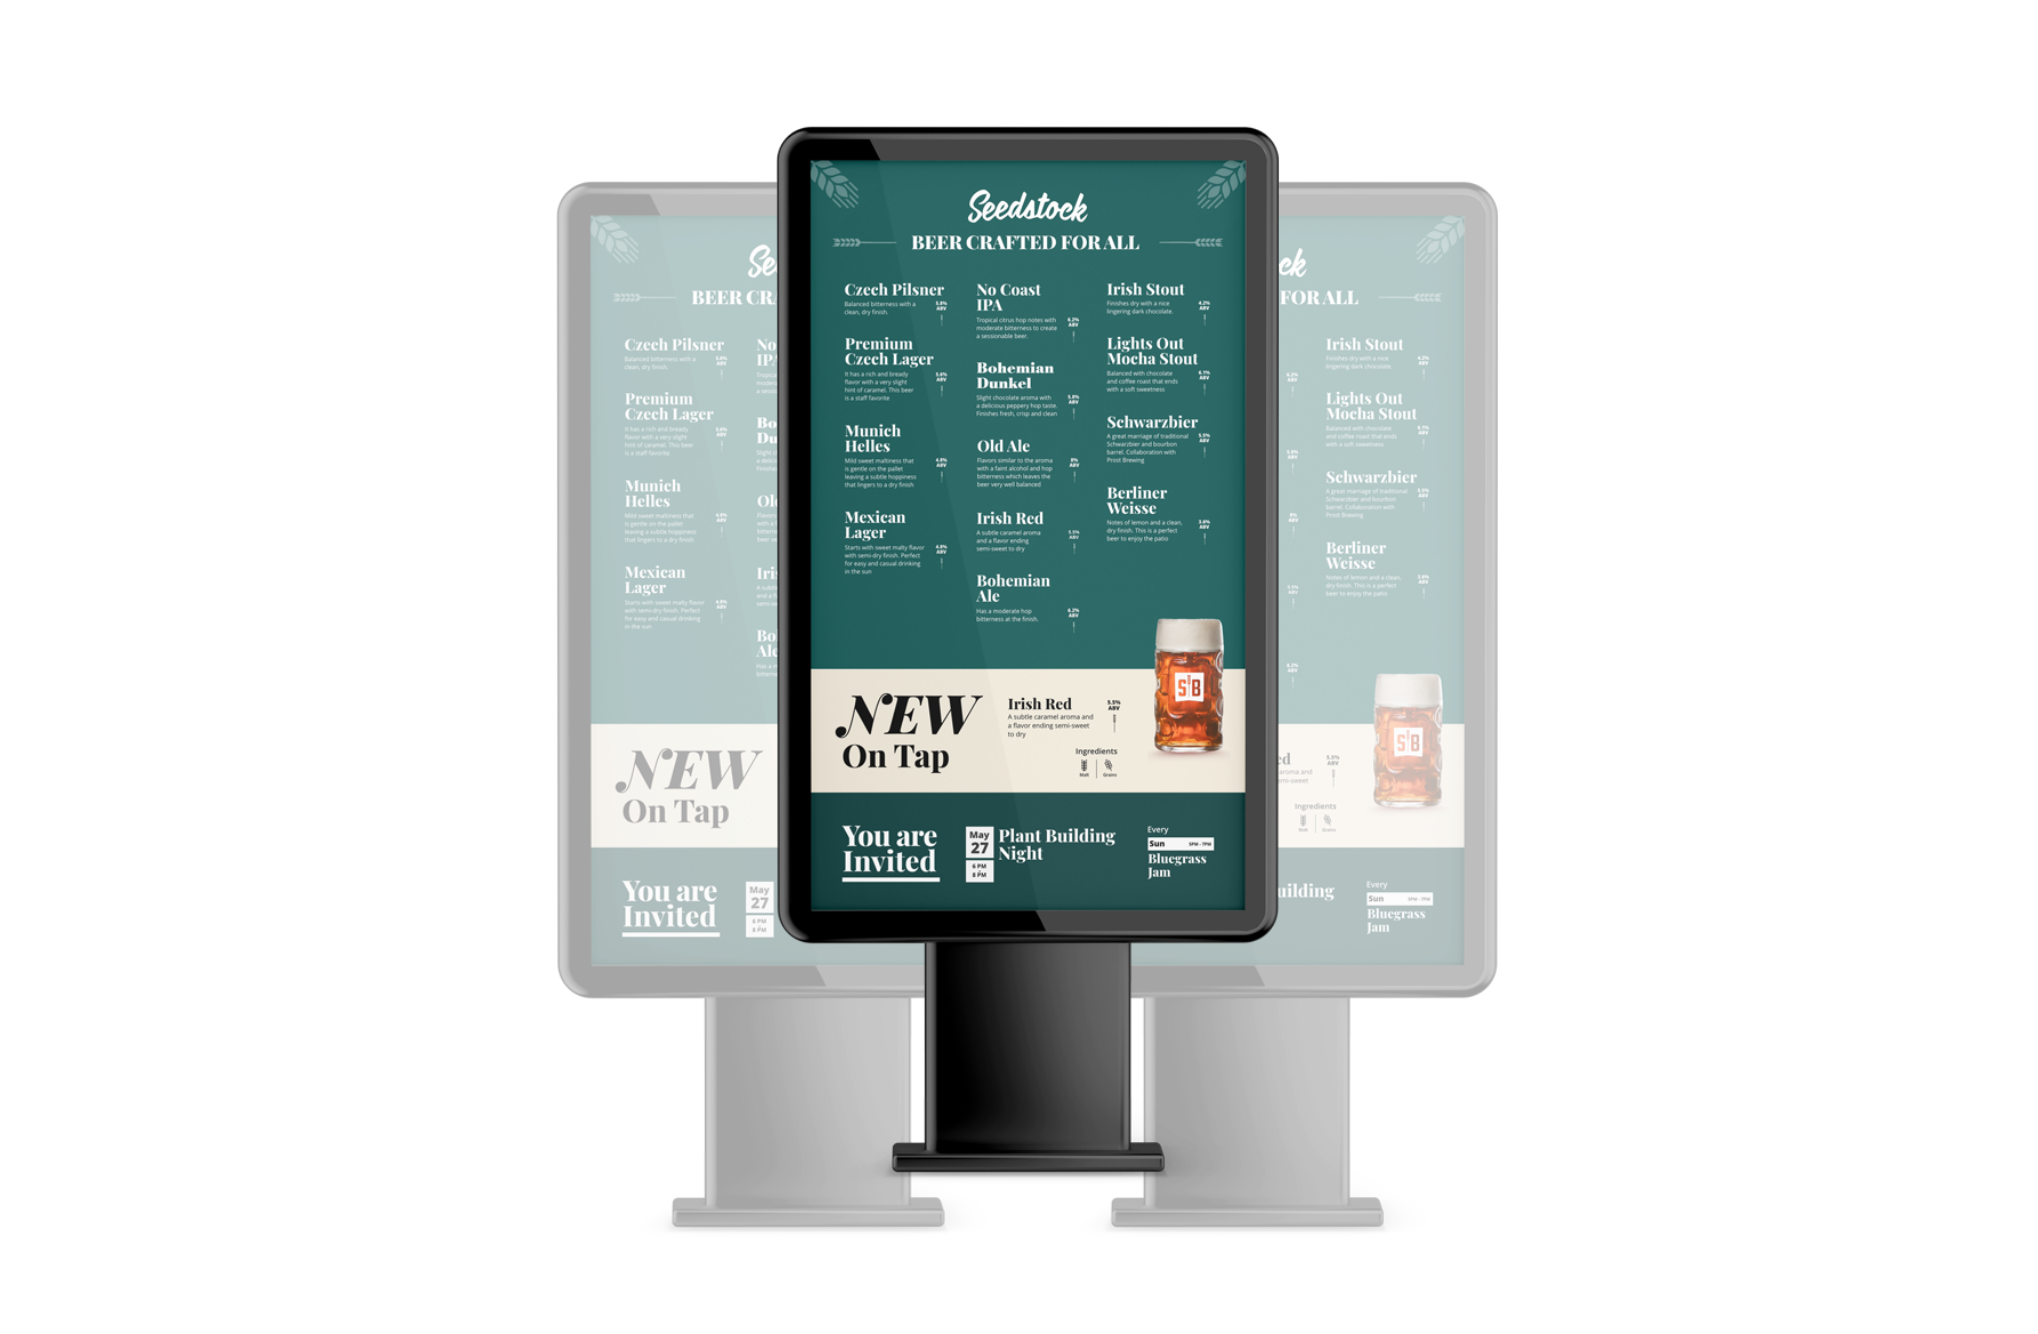 Seedstock
BEER CRAFTED FOR ALL
Czech Pilsner
Balanced bitterness with a
clean, dry finish.
5.0%
ABV
Premium
Czech Lager
It has a rich and bready
flavor with a very slight
hint of caramel. This beer
is a staff favorite
5.0%
ABV
Munich
Helles
Mild sweet maltiness that
is gentle on the pallet
leaving a subtle hoppiness
that lingers to a dry finish
4.8%
ABV
Mexican
Lager
Starts with sweet malty flavor
with semi-dry finish. Perfect
for easy and casual drinking
in the sun
4.8%
ABV
No Coast
IPA
Tropical citrus hop notes with
moderate bitterness to create
a sessionable beer.
6.2%
ABV
Bohemian
Dunkel
Slight chocolate aroma with
a delicious peppery hop taste.
Finishes fresh, crisp and clean
5.0%
ABV
Old Ale
Flavors similar to the aroma
with a faint alcohol and hop
bitterness which leaves the
beer very well balanced
8%
ABV
Irish Red
A subtle caramel aroma
and a flavor ending
semi-sweet to dry
5.5%
ABV
Bohemian
Ale
Has a moderate hop
bitterness at the finish.
6.2%
ABV
Irish Stout
Finishes dry with a nice
lingering dark chocolate.
4.2%
ABV
Lights Out
Mocha Stout
Balanced with chocolate
and coffee roast that ends
with a soft sweetness
6.1%
ABV
Schwarzbier
A great marriage of traditional
Schwarzbier and bourbon
barrel. Collaboration with
Prost Brewing
5.5%
ABV
Berliner
Weisse
Notes of lemon and a clean,
dry finish. This is a perfect
beer to enjoy the patio
3.8%
ABV
NEW
On Tap
Irish Red
A subtle caramel aroma and
a flavor ending semi-sweet
to dry
5.5%
ABV
Ingredients
Malt
Grains
SB
You are
Invited
May
27
6 PM
8 PM
Plant Building
Night
Every
Sun 5PM - 7PM
Bluegrass
Jam